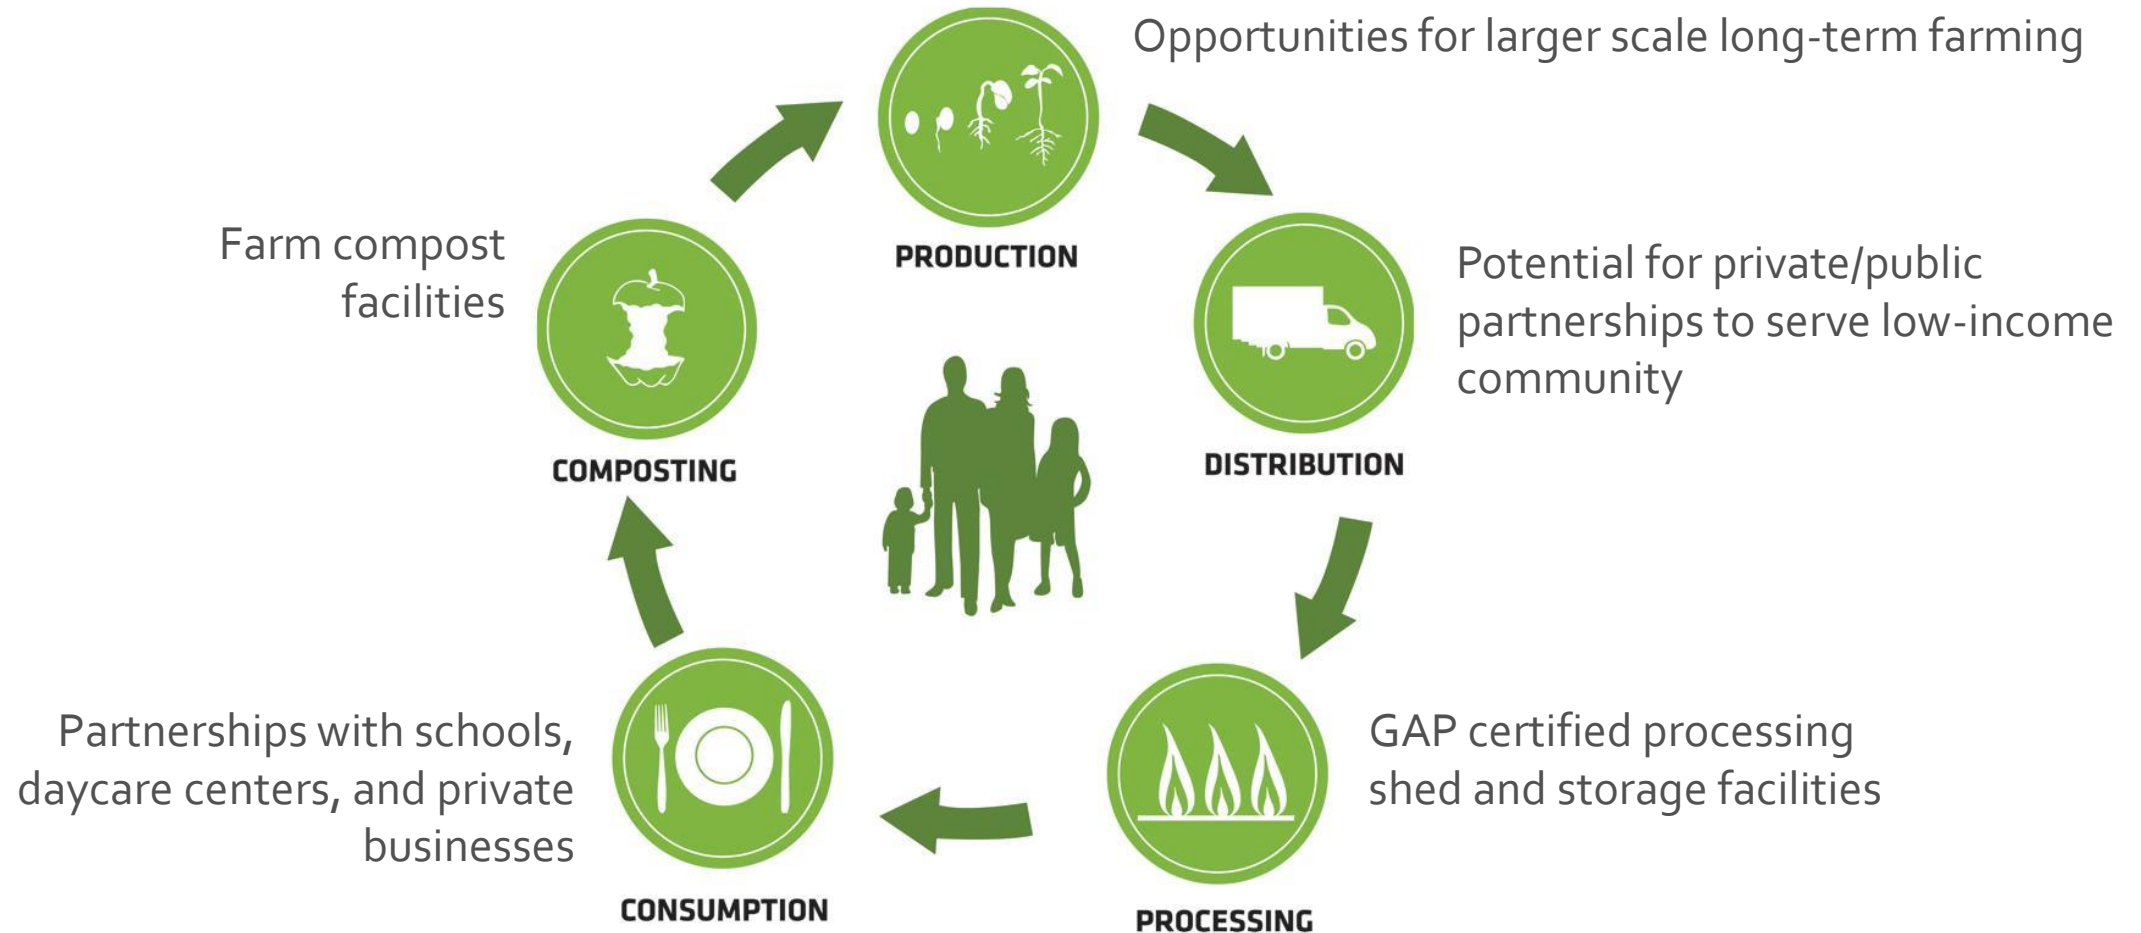 Opportunities for larger scale long-term farming
PRODUCTION
Potential for private/public
partnerships to serve low-income
community
DISTRIBUTION
GAP certified processing
shed and storage facilities
PROCESSING
Partnerships with schools,
daycare centers, and private
businesses
CONSUMPTION
Farm compost
facilities
COMPOSTING